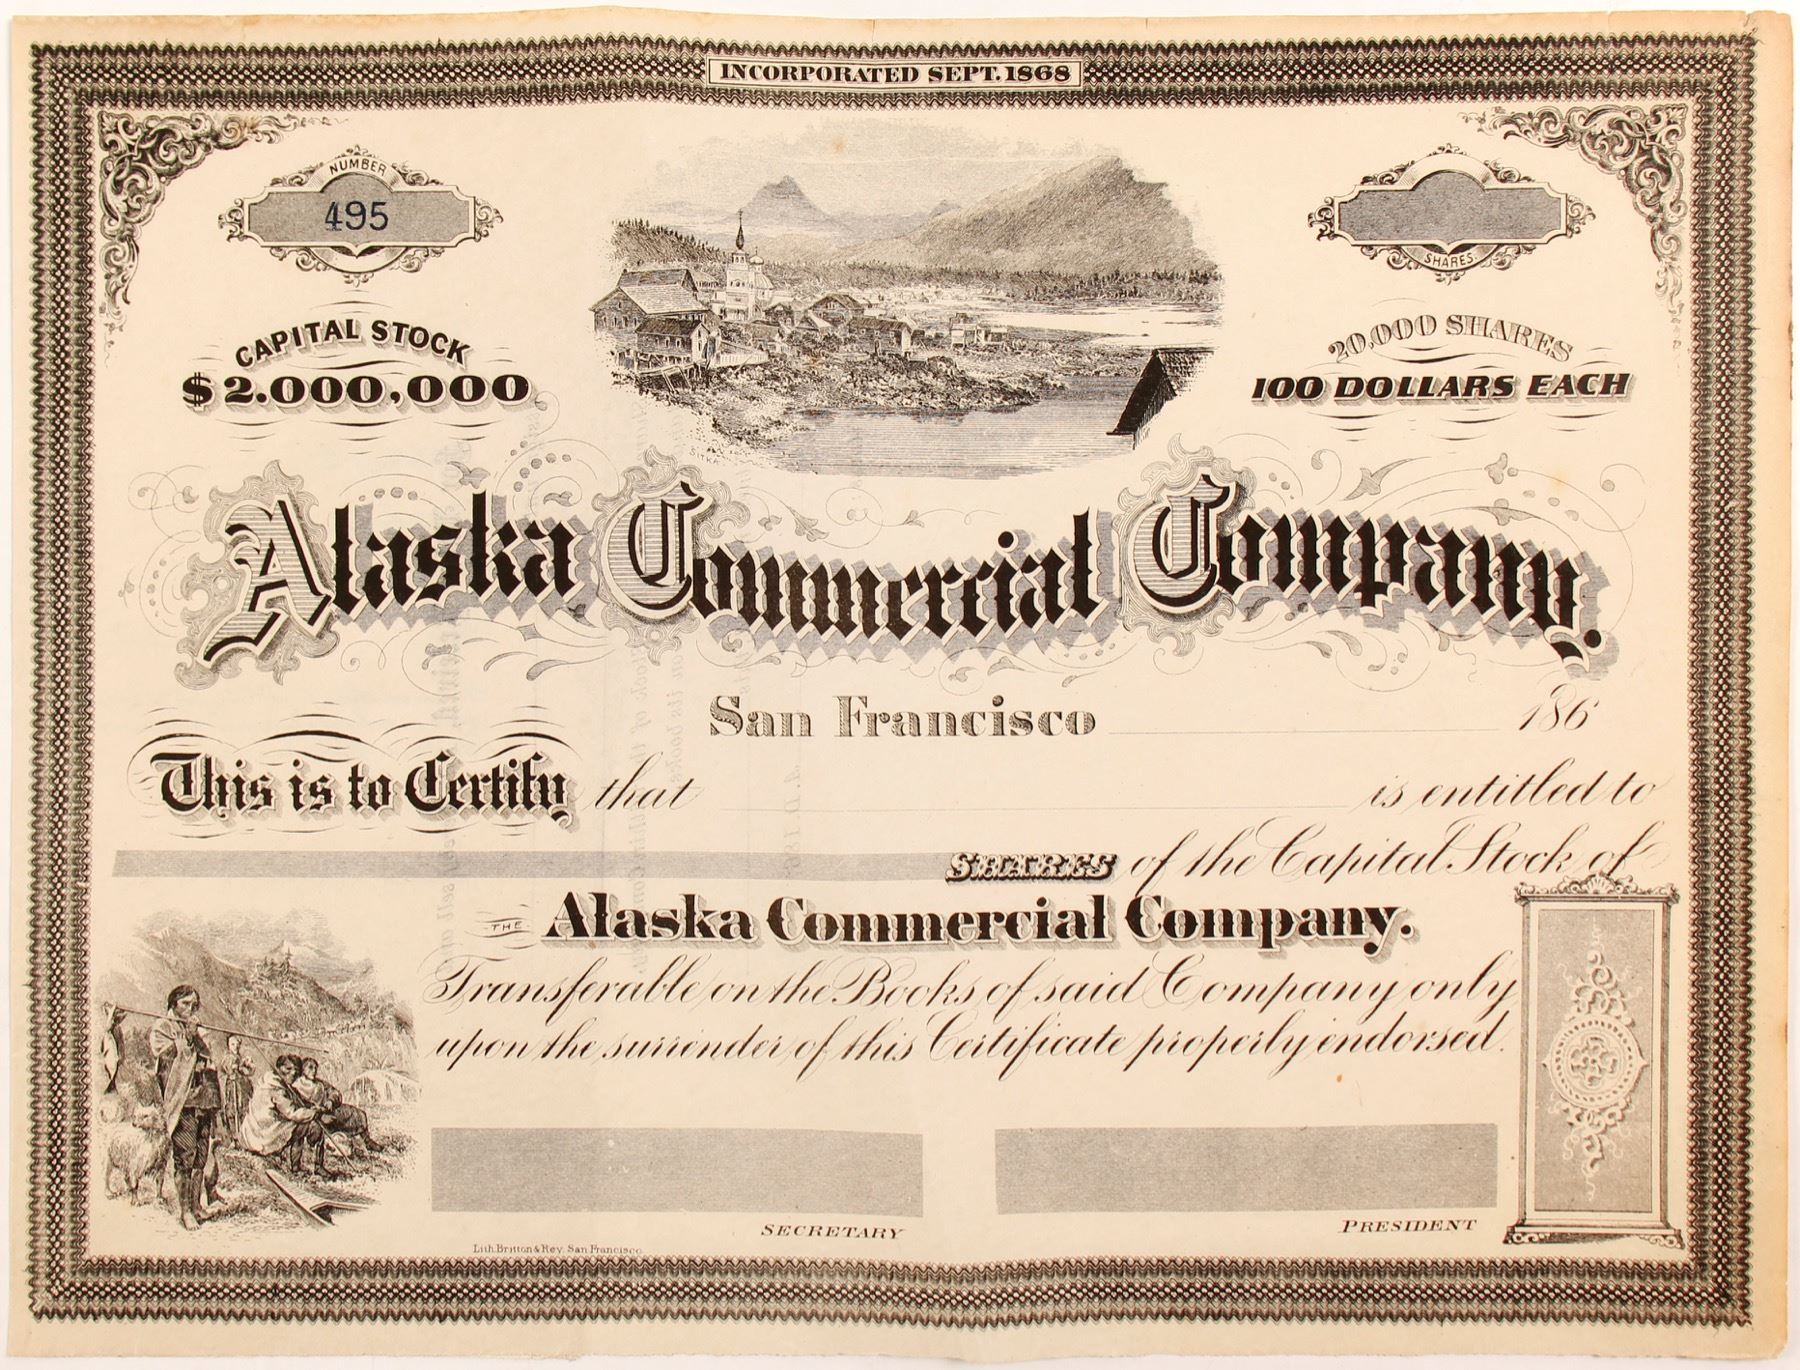 INCORPORATED SEPT. 1868
NUMBER
495
SHARES
CAPITAL STOCK
$2.000,000
20,000 SHARES
100 DOLLARS EACH
SITKA
Alaska Commercial Company.
San Francisco 186
This is to Certify that is entitled to
SHARES of the Capital Stock of
THE Alaska Commercial Company.
Transferable on the Books of said Company only
upon the surrender of this Certificate properly endorsed.
SECRETARY
PRESIDENT
Lith. Britton & Rey. San Francisco